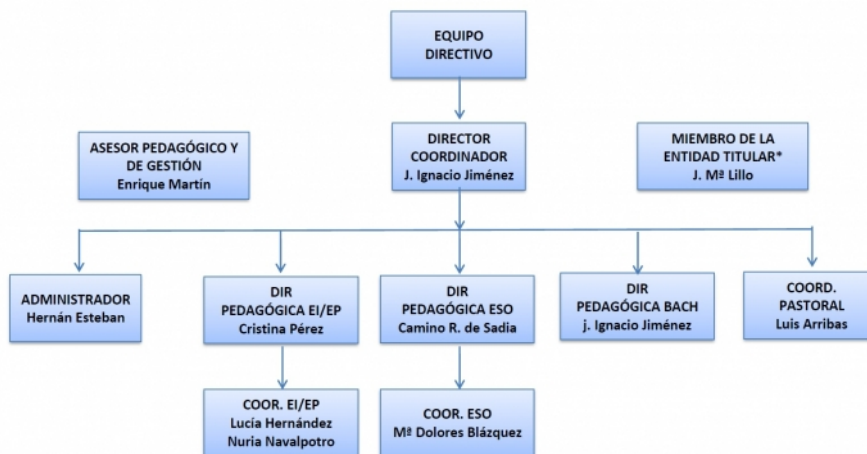 EQUIPO
DIRECTIVO
ASESOR PEDAGÓGICO Y
DE GESTIÓN
Enrique Martín
DIRECTOR
COORDINADOR
J. Ignacio Jiménez
MIEMBRO DE LA
ENTIDAD TITULAR*
J. Mª Lillo
ADMINISTRADOR
Hernán Esteban
DIR
PEDAGÓGICA EI/EP
Cristina Pérez
DIR
PEDAGÓGICA ESO
Camino R. de Sadia
DIR
PEDAGÓGICA BACH
j. Ignacio Jiménez
COORD.
PASTORAL
Luis Arribas
COOR. EI/EP
Lucía Hernández
Nuria Navalpotro
COOR. ESO
Mª Dolores Blázquez